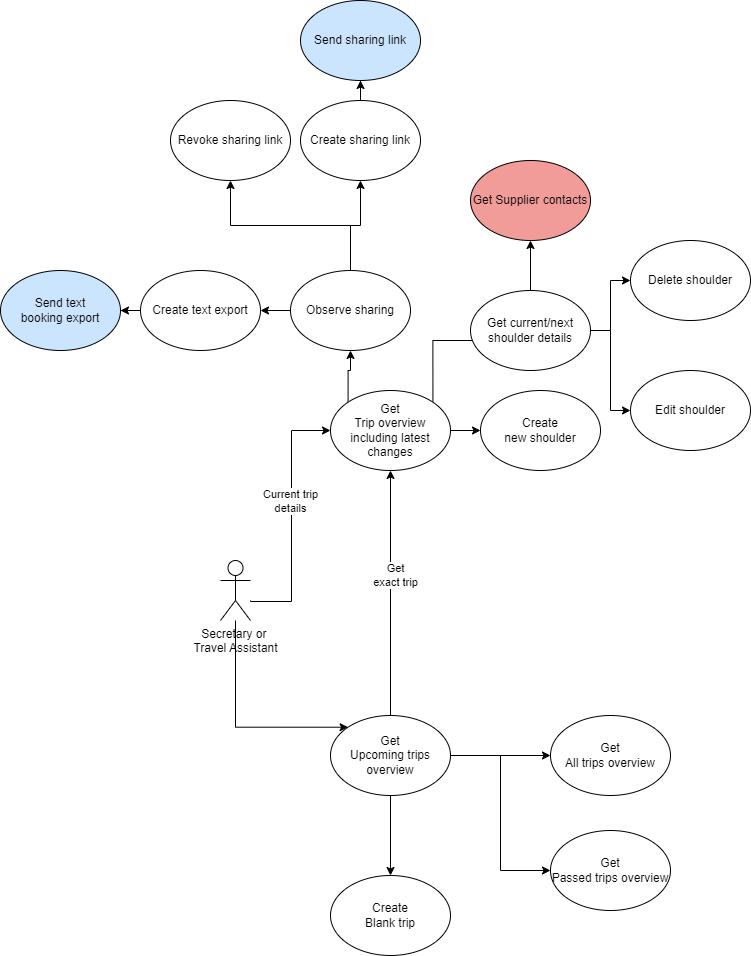 Send sharing link
Revoke sharing link
Create sharing link
Get Supplier contacts
Delete shoulder
Send text
booking export
Create text export
Observe sharing
Get current/next
shoulder details
Get
Trip overview
including latest
changes
Create
new shoulder
Edit shoulder
Current trip
details
Get
exact trip
Secretary or
Travel Assistant
Get
Upcoming trips
overview
Get
All trips overview
Get
Passed trips overview
Create
Blank trip